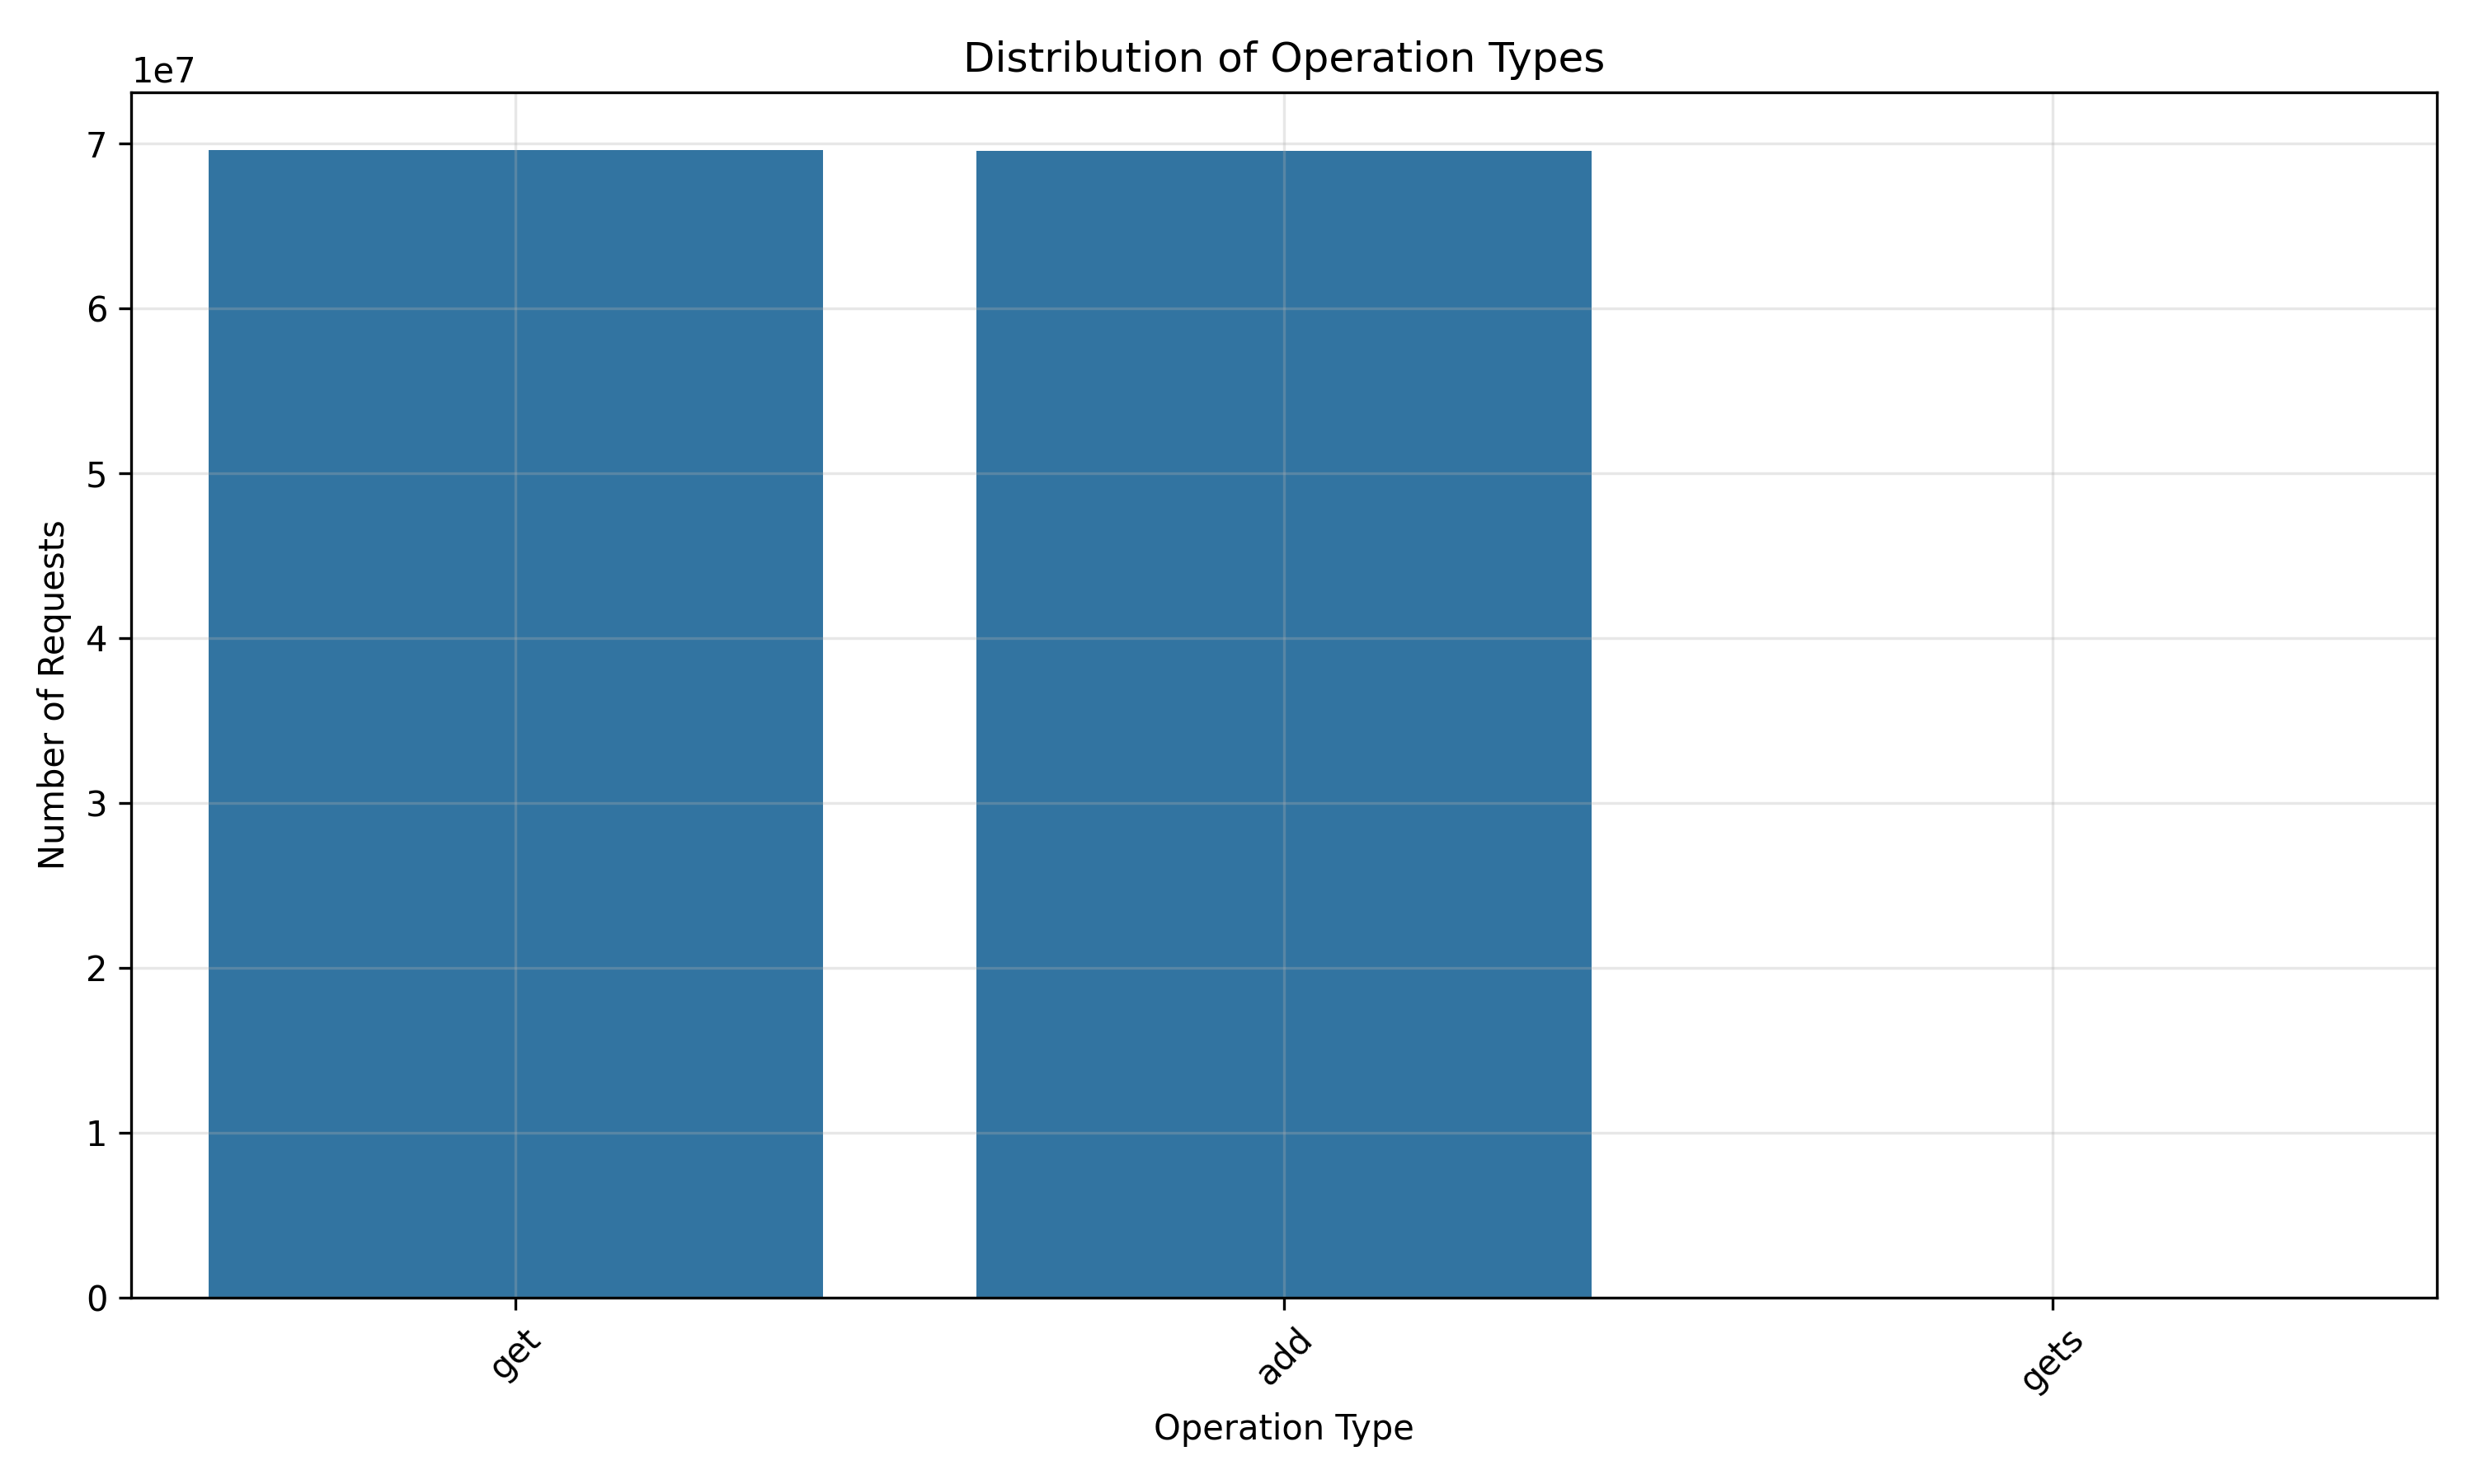 Distribution of Operation Types
1e7
7
6
5
4
3
2
1
0
Number of Requests
get
add
gets
Operation Type